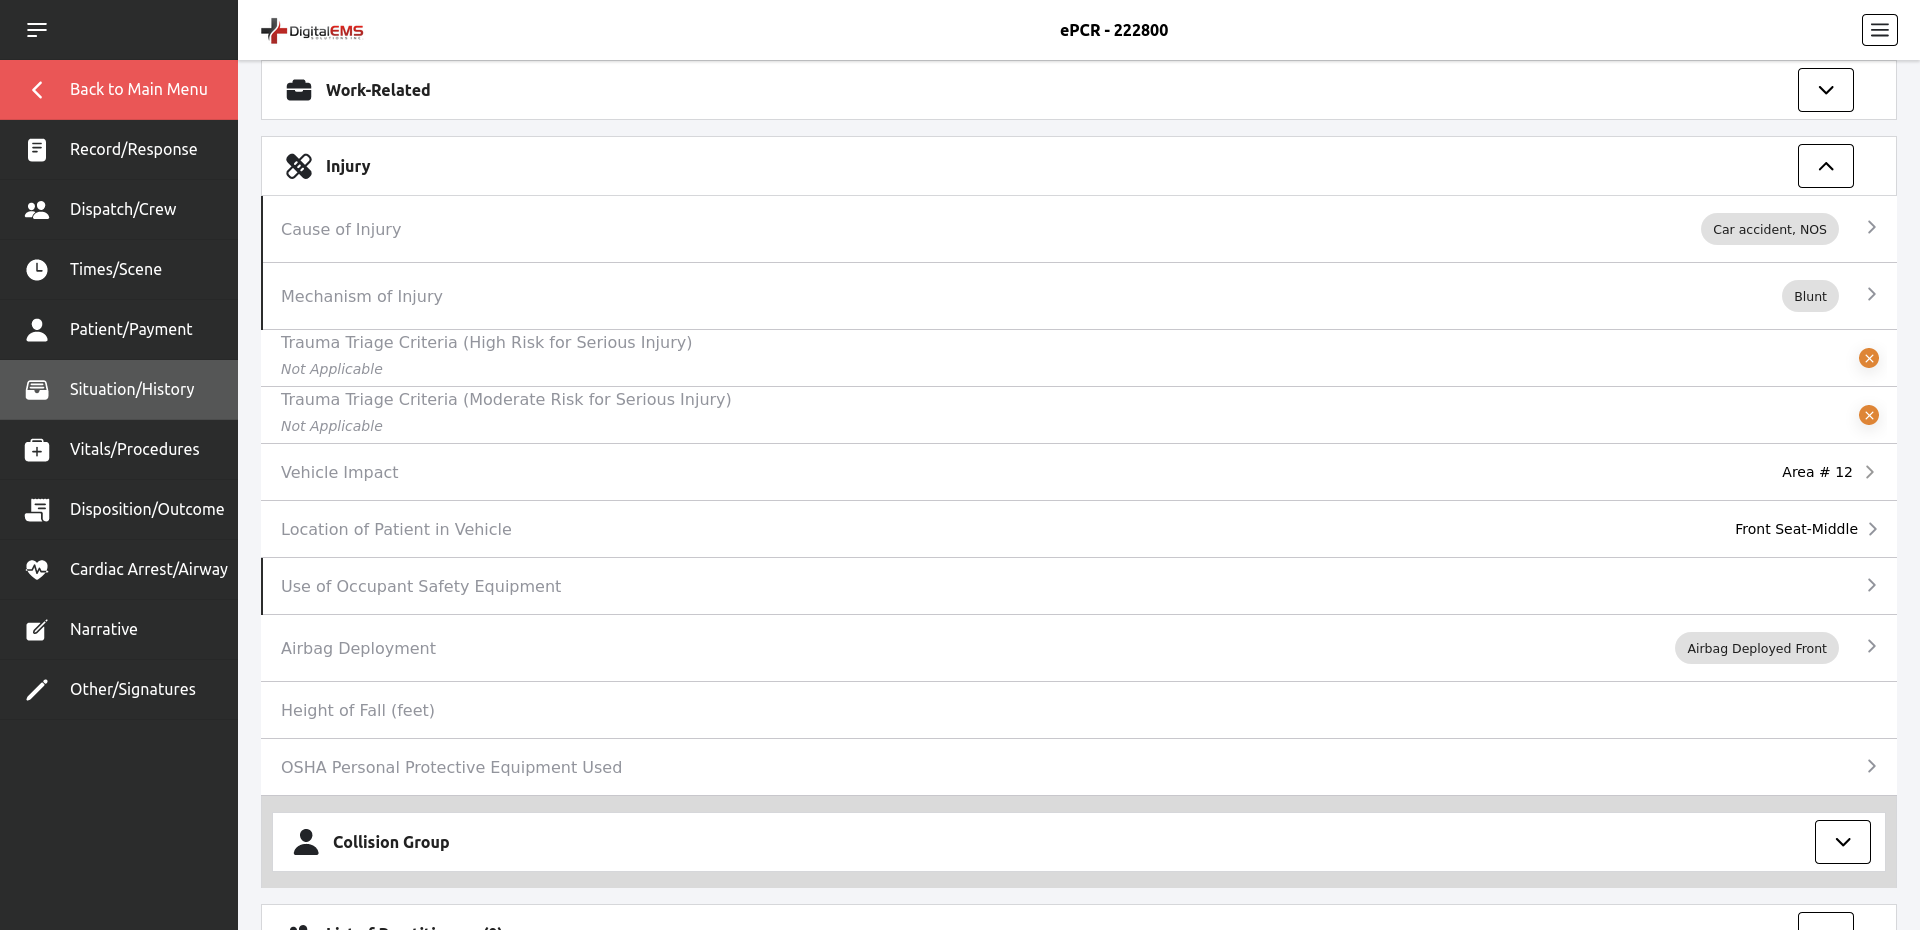 DigitalEMS
ePCR - 222800
Back to Main Menu
Record/Response
Dispatch/Crew
Times/Scene
Patient/Payment
Situation/History
Vitals/Procedures
Disposition/Outcome
Cardiac Arrest/Airway
Narrative
Other/Signatures
Work-Related
Injury
Cause of Injury Car accident, NOS
Mechanism of Injury Blunt
Trauma Triage Criteria (High Risk for Serious Injury)
Not Applicable
Trauma Triage Criteria (Moderate Risk for Serious Injury)
Not Applicable
Vehicle Impact Area # 12
Location of Patient in Vehicle Front Seat-Middle
Use of Occupant Safety Equipment
Airbag Deployment Airbag Deployed Front
Height of Fall (feet)
OSHA Personal Protective Equipment Used
Collision Group